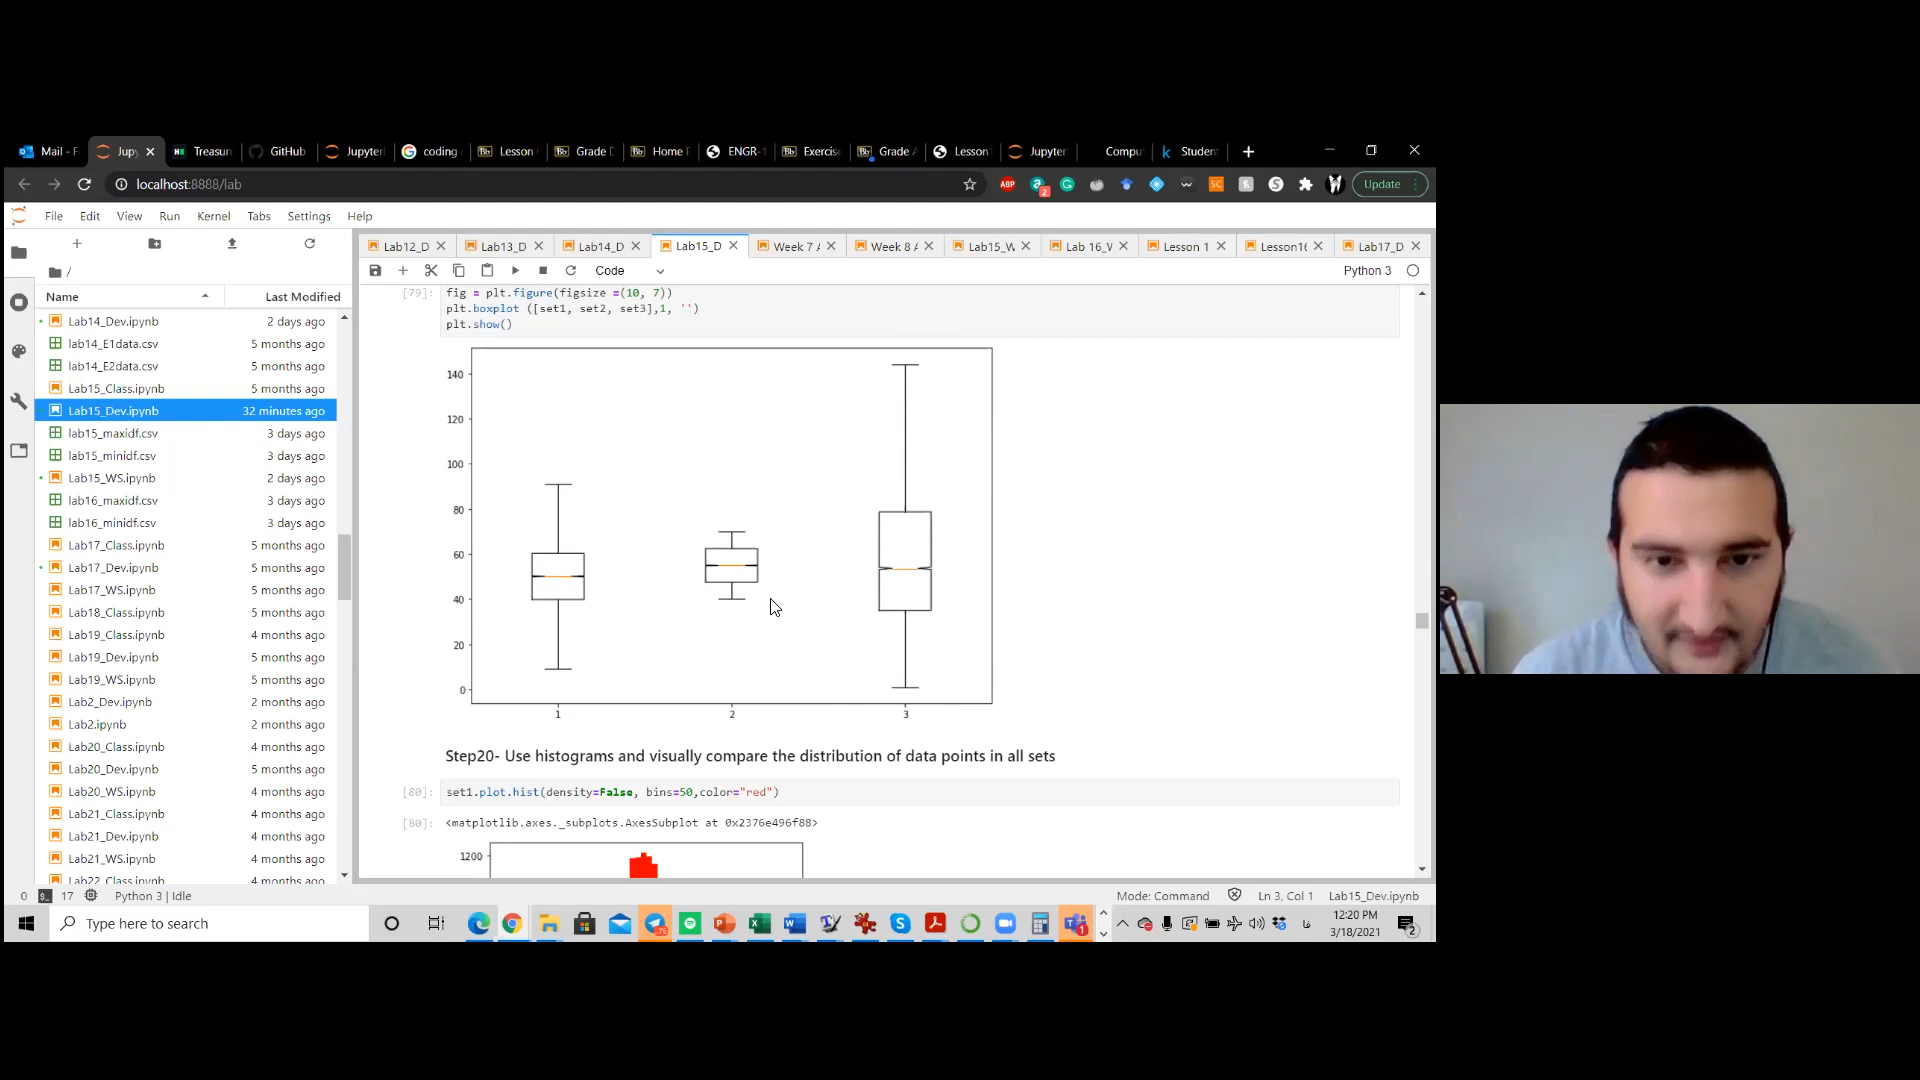 Mail - F
Jupy
Treasur
GitHub
Jupyter
coding
Lesson
Grade D
Home P
ENGR-1
Exercise
Grade A
Lesson
Jupyter
Compu
Student
localhost:8888/lab
Update
File Edit View Run Kernel Tabs Settings Help
Lab12_D
Lab13_D
Lab14_D
Lab15_D
Week 7 A
Week 8 A
Lab15_W
Lab 16_V
Lesson 1
Lesson16
Lab17_D
Code
Python 3
/
Name Last Modified
Lab14_Dev.ipynb 2 days ago
lab14_E1data.csv 5 months ago
lab14_E2data.csv 5 months ago
Lab15_Class.ipynb 5 months ago
Lab15_Dev.ipynb 32 minutes ago
lab15_maxidf.csv 3 days ago
lab15_minidf.csv 3 days ago
Lab15_WS.ipynb 2 days ago
lab16_maxidf.csv 3 days ago
lab16_minidf.csv 3 days ago
Lab17_Class.ipynb 5 months ago
Lab17_Dev.ipynb 5 months ago
Lab17_WS.ipynb 5 months ago
Lab18_Class.ipynb 5 months ago
Lab19_Class.ipynb 4 months ago
Lab19_Dev.ipynb 5 months ago
Lab19_WS.ipynb 5 months ago
Lab2_Dev.ipynb 2 months ago
Lab2.ipynb 2 months ago
Lab20_Class.ipynb 4 months ago
Lab20_Dev.ipynb 5 months ago
Lab20_WS.ipynb 4 months ago
Lab21_Class.ipynb 4 months ago
Lab21_Dev.ipynb 4 months ago
Lab21_WS.ipynb 4 months ago
Lab22_Class.ipynb 4 months ago
[79]: fig = plt.figure(figsize =(10, 7))
plt.boxplot ([set1, set2, set3],1, '')
plt.show()
140
120
100
80
60
40
20
0
1 2 3
Step20- Use histograms and visually compare the distribution of data points in all sets
[80]: set1.plot.hist(density=False, bins=50,color="red")
[80]: <matplotlib.axes._subplots.AxesSubplot at 0x2376e496f88>
1200
0 17 Python 3 | Idle
Mode: Command Ln 3, Col 1 Lab15_Dev.ipynb
Type here to search
12:20 PM
3/18/2021